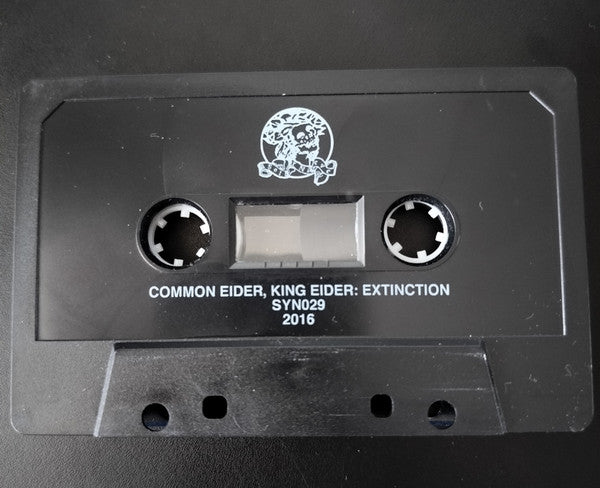 COMMON EIDER, KING EIDER: EXTINCTION
SYN029
2016